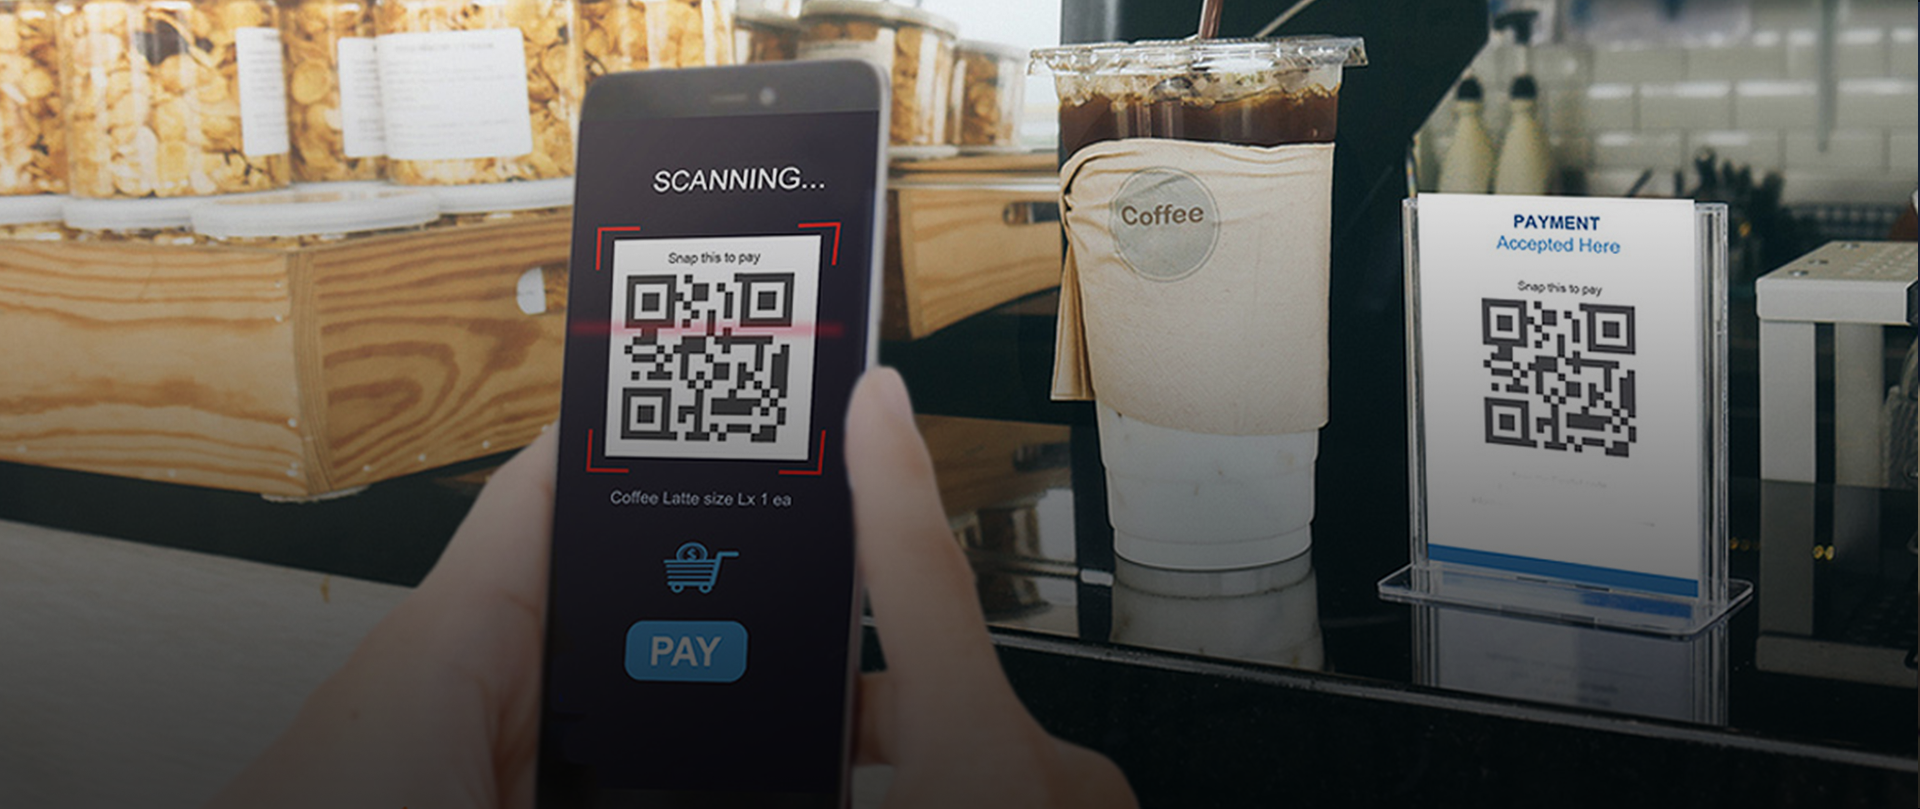 SCANNING...
Snap this to pay
Coffee Latte size Lx 1 ea
$
PAY
Coffee
PAYMENT
Accepted Here
Snap this to pay